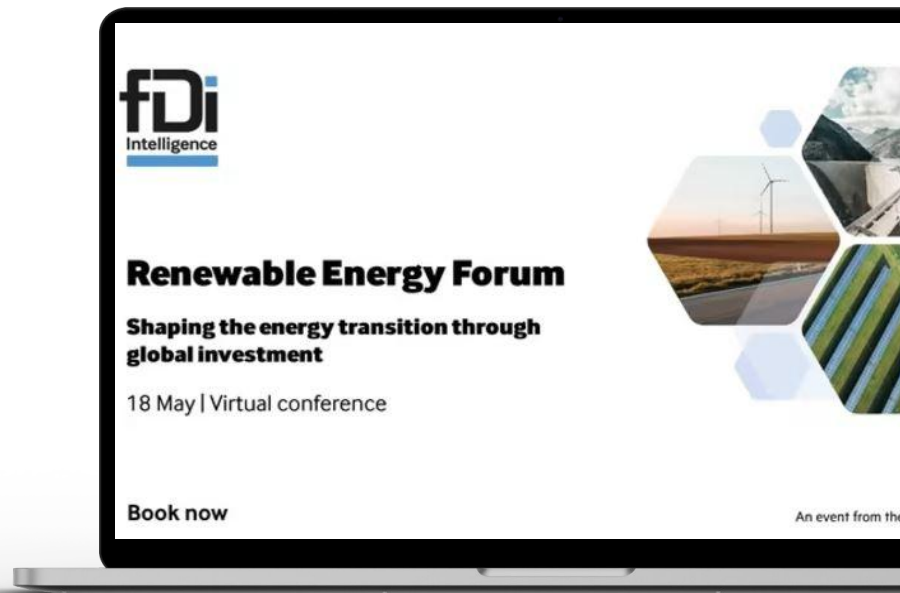 fDi
Intelligence
Renewable Energy Forum
Shaping the energy transition through
global investment
18 May | Virtual conference
Book now
An event from the